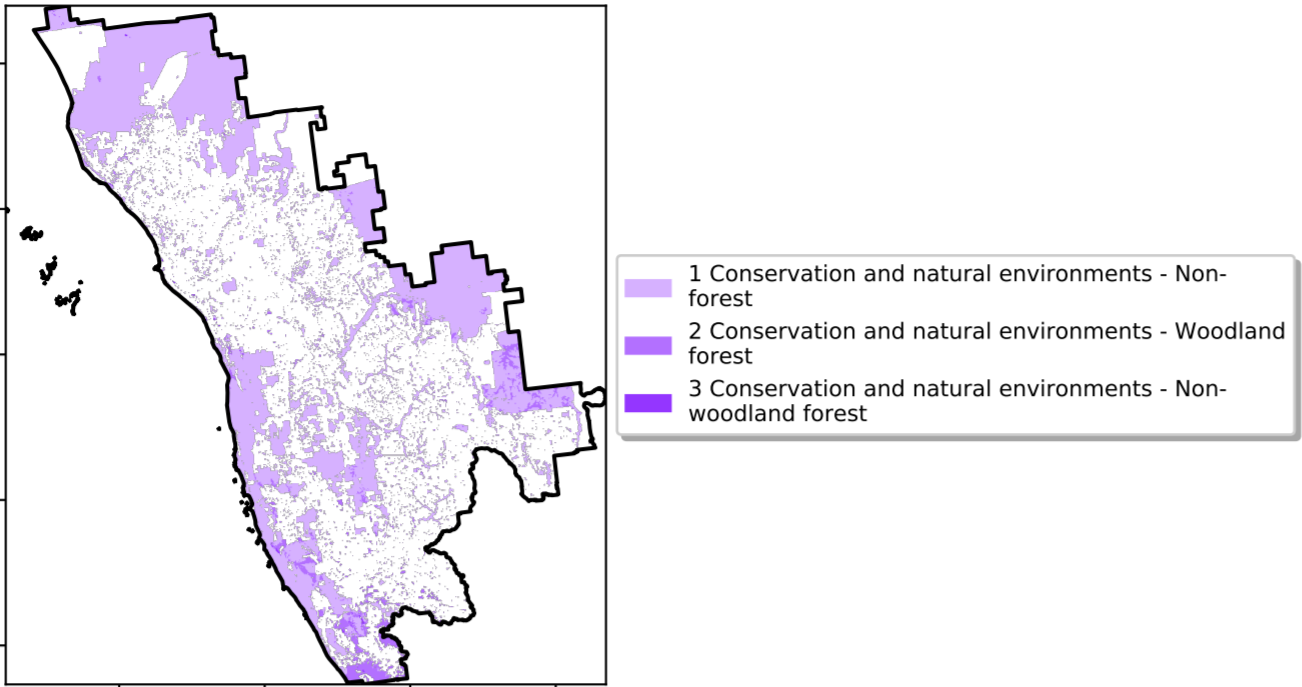 1 Conservation and natural environments - Non-
forest
2 Conservation and natural environments - Woodland
forest
3 Conservation and natural environments - Non-
woodland forest